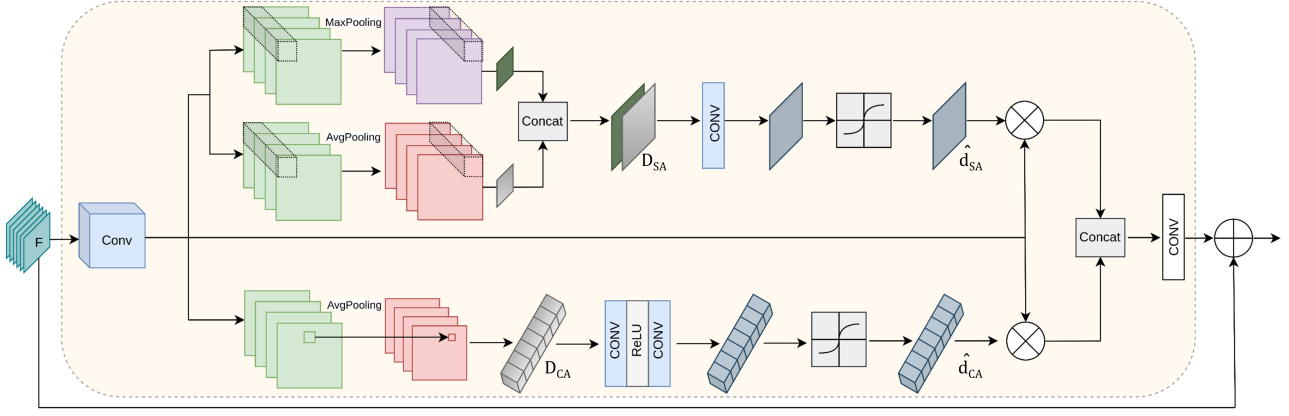 MaxPooling
AvgPooling
Concat
D_SA
CONV
d̂_SA
F
Conv
Concat
CONV
AvgPooling
D_CA
CONV
ReLU
CONV
d̂_CA